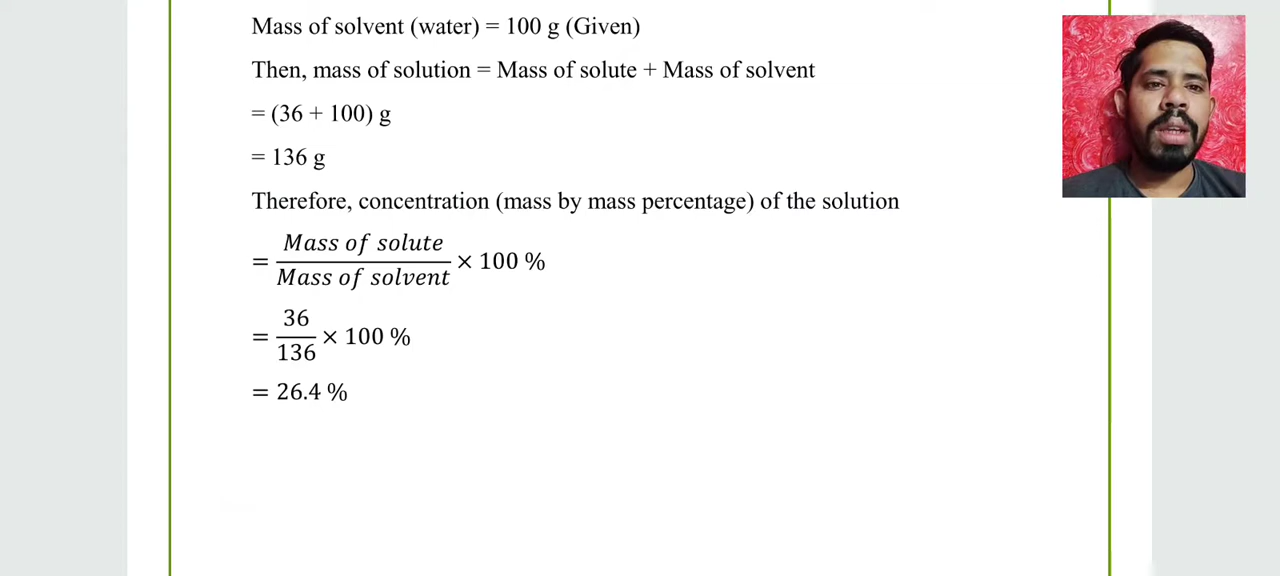 Mass of solvent (water) = 100 g (Given)
Then, mass of solution = Mass of solute + Mass of solvent
= (36 + 100) g
= 136 g
Therefore, concentration (mass by mass percentage) of the solution
= Mass of solute / Mass of solvent × 100 %
= 36 / 136 × 100 %
= 26.4 %